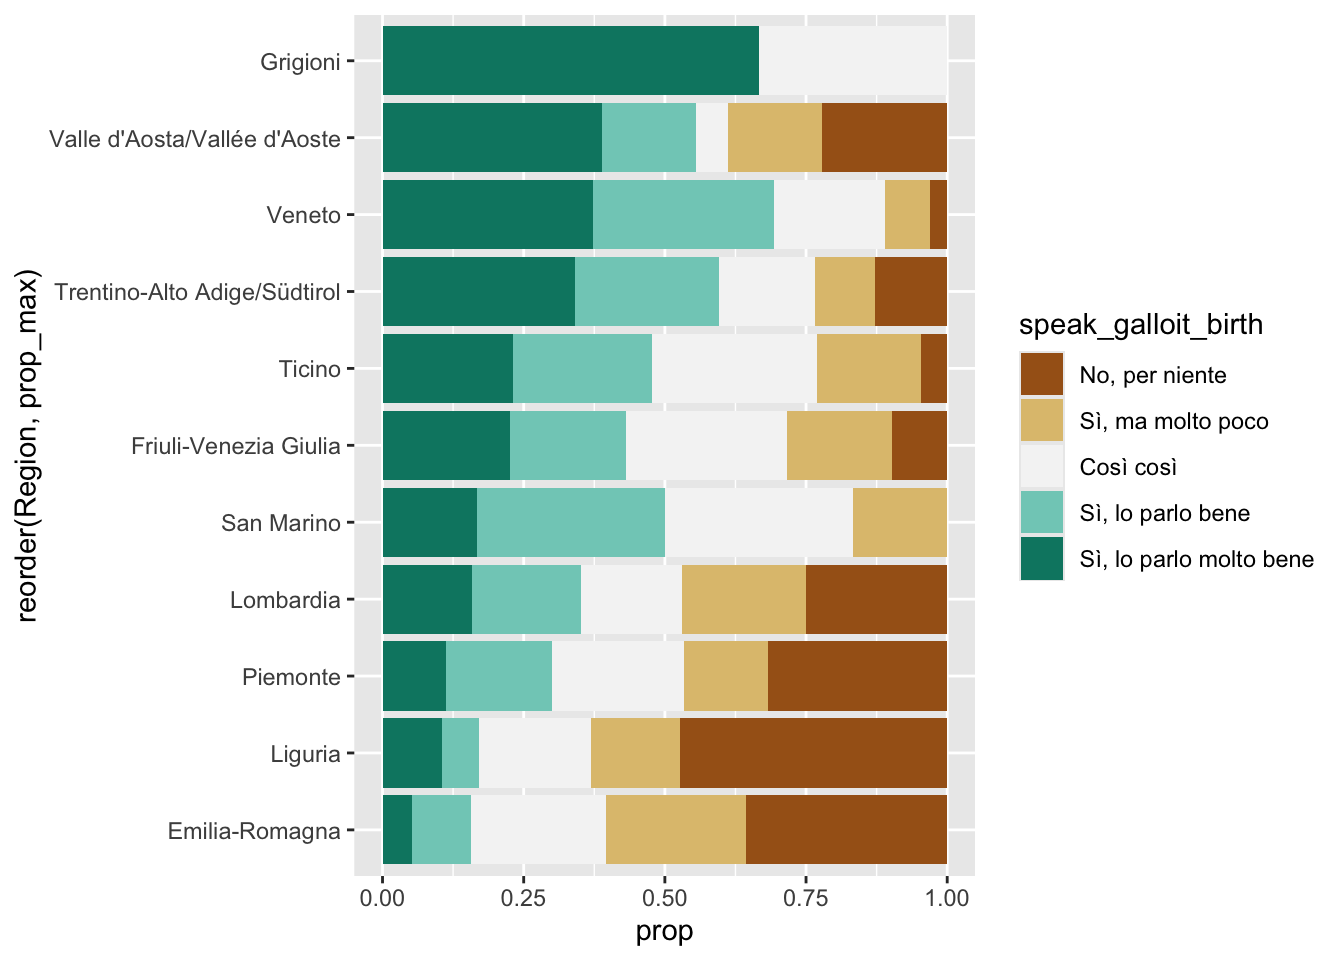 Grigioni
Valle d'Aosta/Vallée d'Aoste
Veneto
Trentino-Alto Adige/Südtirol
Ticino
Friuli-Venezia Giulia
San Marino
Lombardia
Piemonte
Liguria
Emilia-Romagna
reorder(Region, prop_max)
0.00 0.25 0.50 0.75 1.00
prop
speak_galloit_birth
No, per niente
Sì, ma molto poco
Così così
Sì, lo parlo bene
Sì, lo parlo molto bene